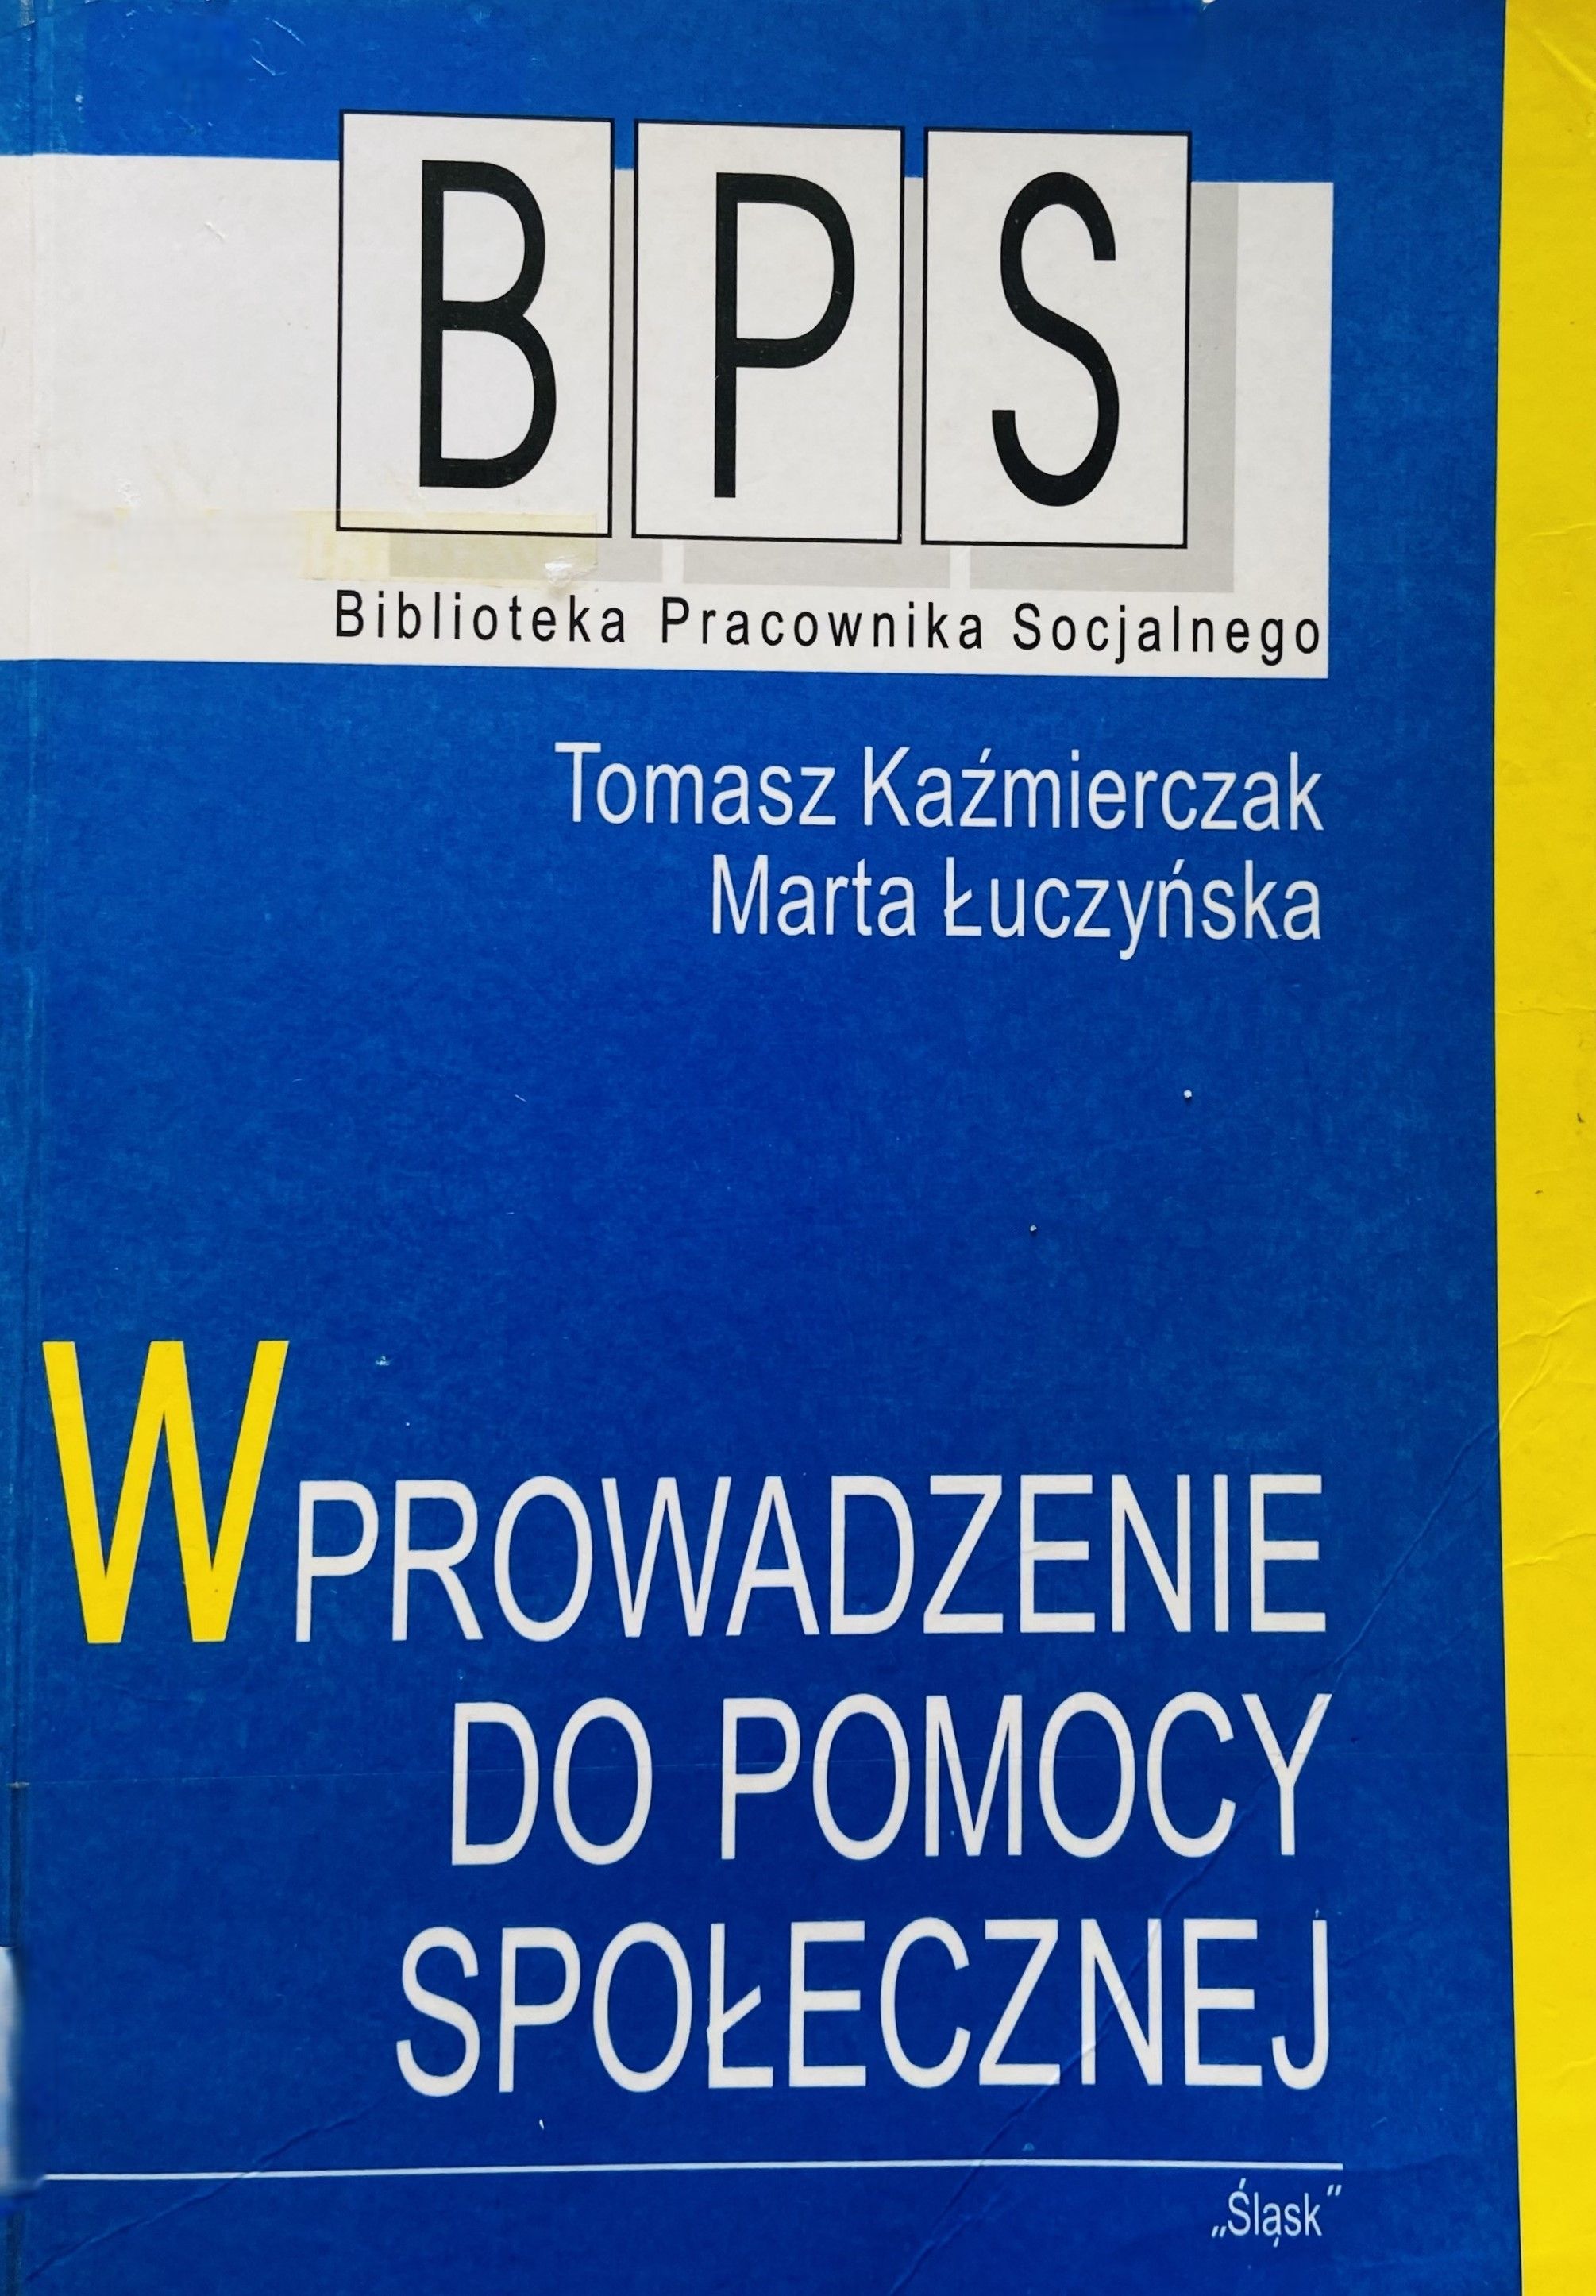 BPS
Biblioteka Pracownika Socjalnego
Tomasz Kaźmierczak
Marta Łuczyńska
WPROWADZENIE
DO POMOCY
SPOŁECZNEJ
„Śląsk”